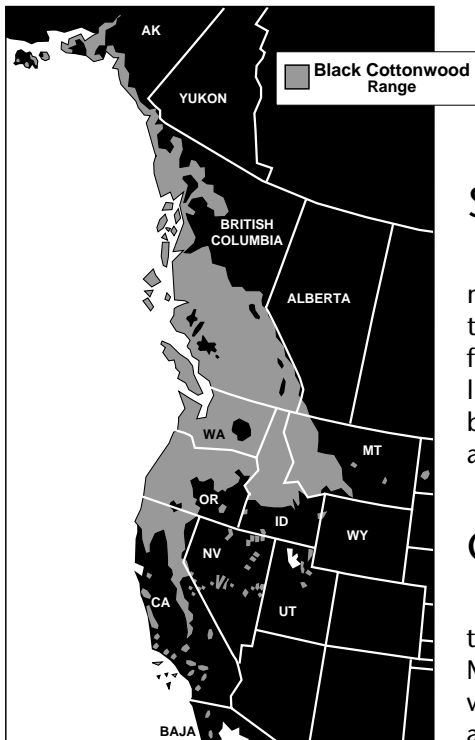 AK
Black Cottonwood
Range
YUKON
BRITISH
COLUMBIA
ALBERTA
WA
MT
OR
ID
WY
NV
UT
CA
BAJA